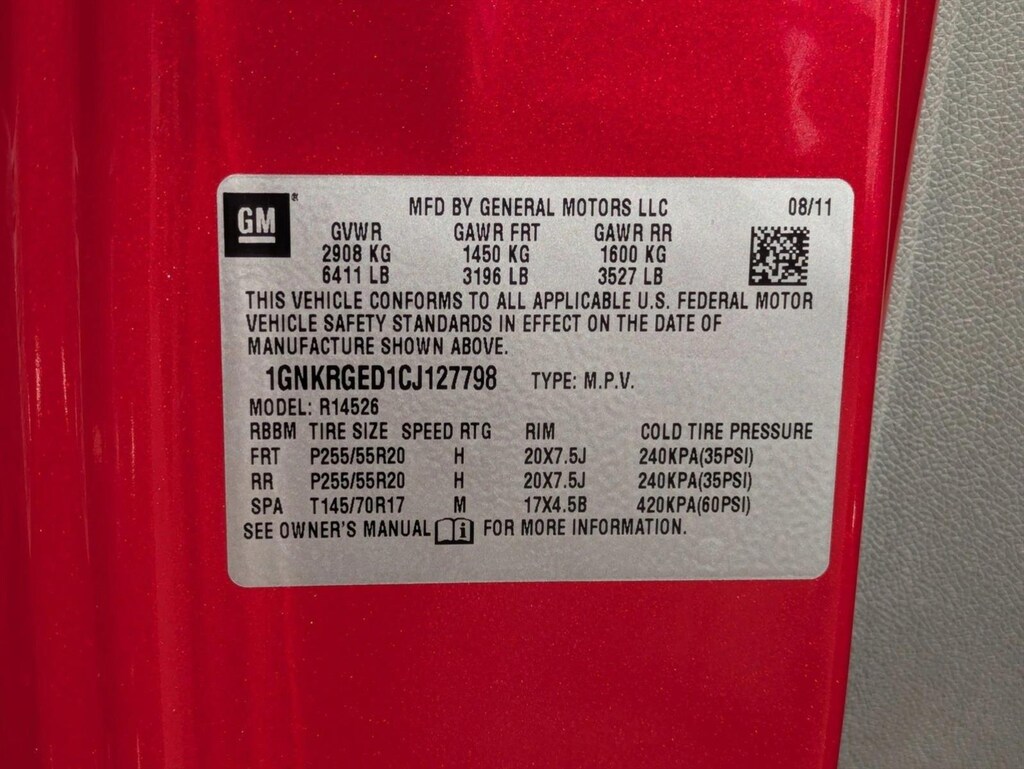 GM® MFD BY GENERAL MOTORS LLC 08/11
GVWR GAWR FRT GAWR RR
2908 KG 1450 KG 1600 KG
6411 LB 3196 LB 3527 LB
THIS VEHICLE CONFORMS TO ALL APPLICABLE U.S. FEDERAL MOTOR
VEHICLE SAFETY STANDARDS IN EFFECT ON THE DATE OF
MANUFACTURE SHOWN ABOVE.
1GNKRGED1CJ127798 TYPE: M.P.V.
MODEL: R14526
RBBM TIRE SIZE SPEED RTG RIM COLD TIRE PRESSURE
FRT P255/55R20 H 20X7.5J 240KPA(35PSI)
RR P255/55R20 H 20X7.5J 240KPA(35PSI)
SPA T145/70R17 M 17X4.5B 420KPA(60PSI)
SEE OWNER'S MANUAL i FOR MORE INFORMATION.